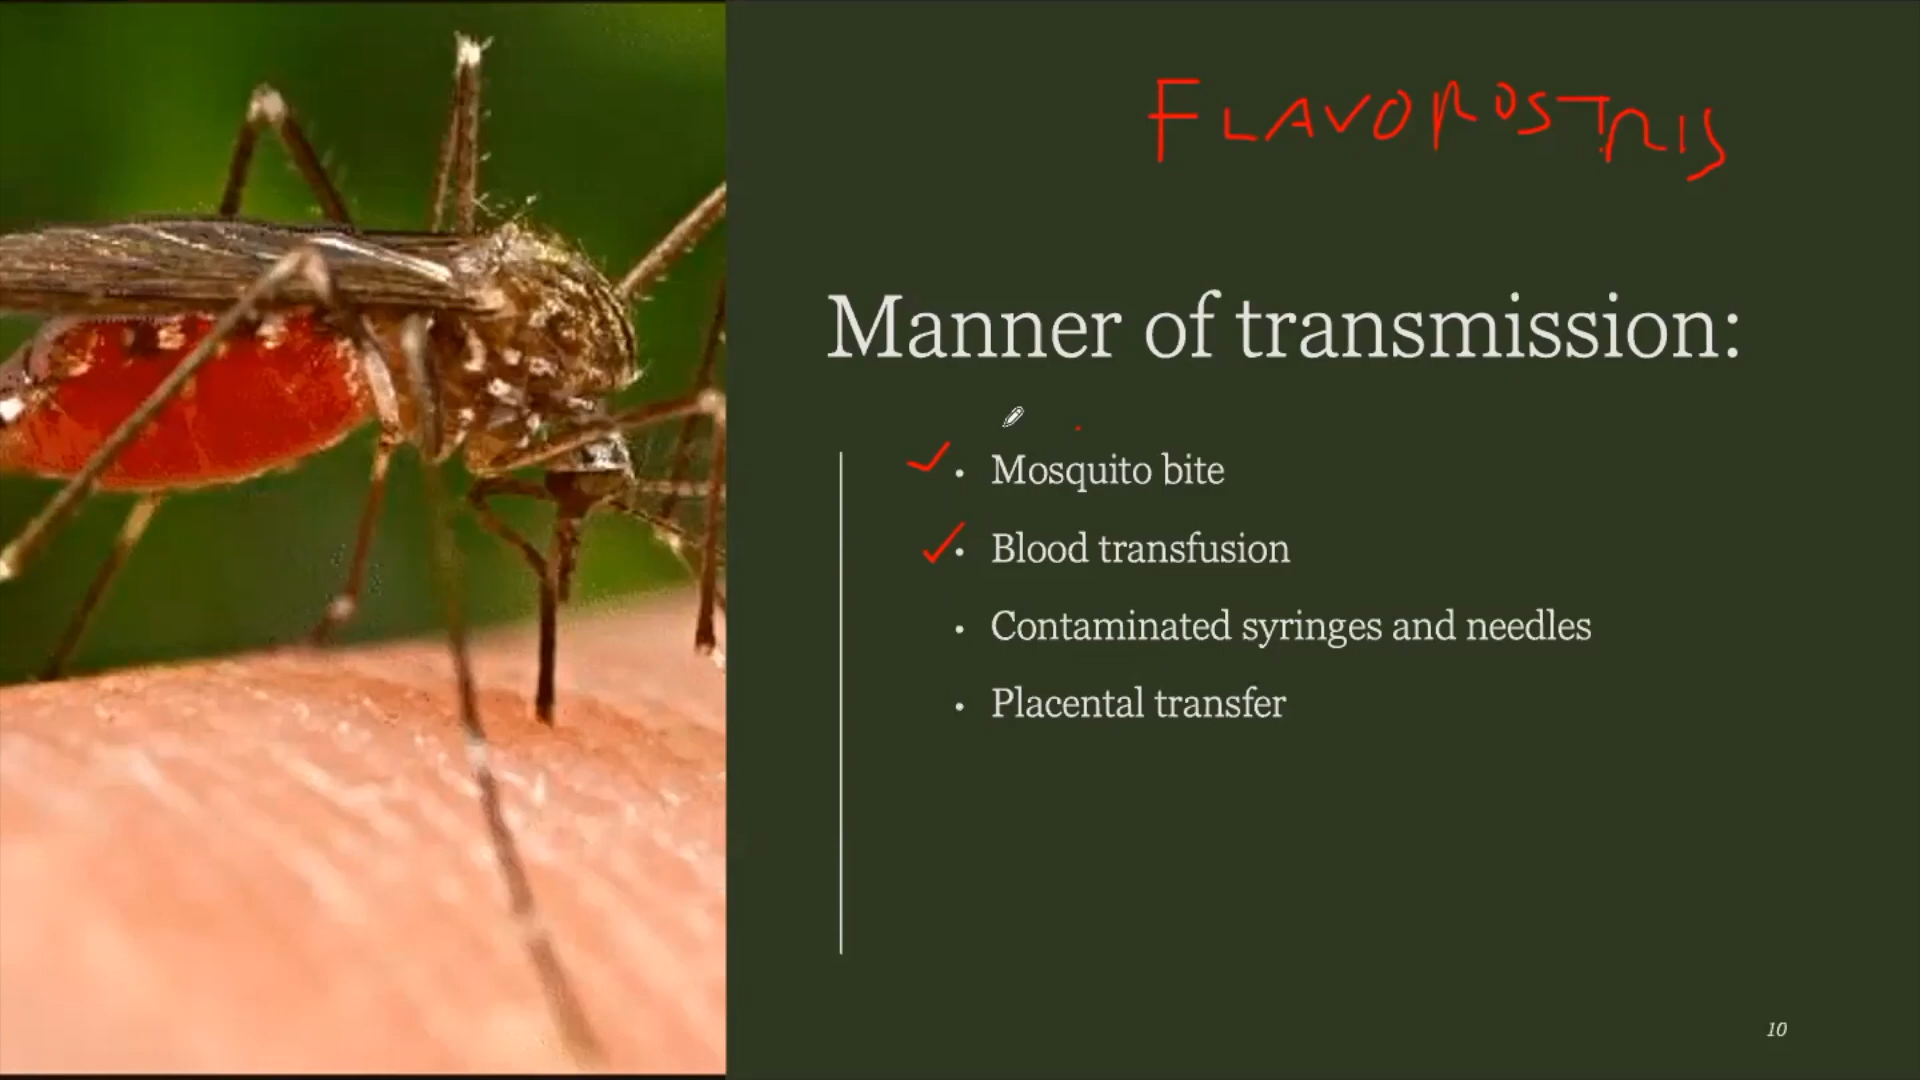 FLAVOROSTRIS
Manner of transmission:
• Mosquito bite
• Blood transfusion
• Contaminated syringes and needles
• Placental transfer
10